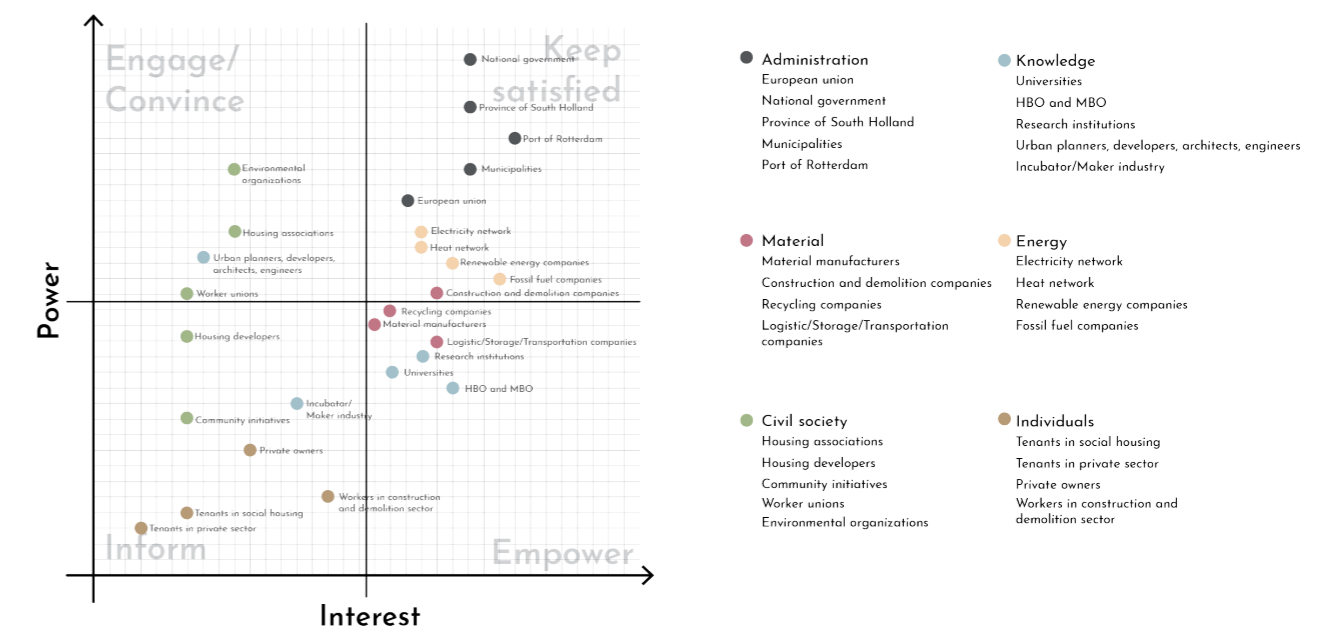 Engage/
Convince
Keep
satisfied
National government
Province of South Holland
Port of Rotterdam
Environmental
organizations
Municipalities
European union
Housing associations
Electricity network
Heat network
Urban planners, developers,
architects, engineers
Renewable energy companies
Fossil fuel companies
Worker unions
Construction and demolition companies
Power
Recycling companies
Material manufacturers
Housing developers
Logistic/Storage/Transportation companies
Research institutions
Universities
HBO and MBO
Incubator/
Maker industry
Community initiatives
Private owners
Workers in construction
and demolition sector
Tenants in social housing
Tenants in private sector
Inform
Empower
Interest
Administration
European union
National government
Province of South Holland
Municipalities
Port of Rotterdam
Knowledge
Universities
HBO and MBO
Research institutions
Urban planners, developers, architects, engineers
Incubator/Maker industry
Material
Material manufacturers
Construction and demolition companies
Recycling companies
Logistic/Storage/Transportation
companies
Energy
Electricity network
Heat network
Renewable energy companies
Fossil fuel companies
Civil society
Housing associations
Housing developers
Community initiatives
Worker unions
Environmental organizations
Individuals
Tenants in social housing
Tenants in private sector
Private owners
Workers in construction and
demolition sector